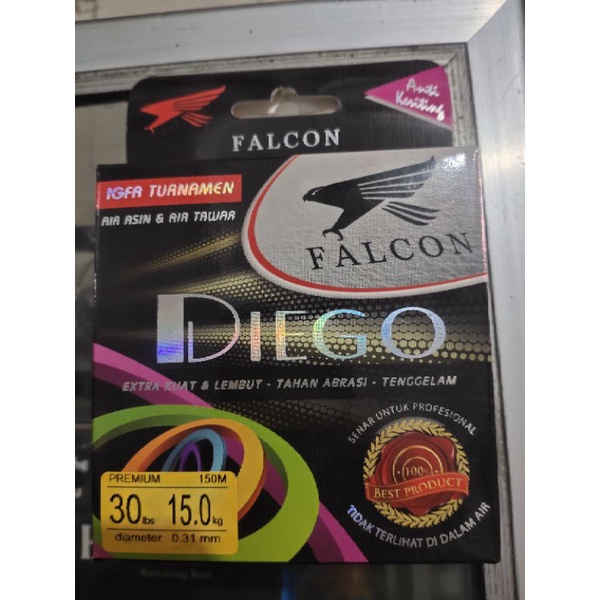 Anti
Keriting
FALCON
IGFA TURNAMEN
AIR ASIN & AIR TAWAR
FALCON
DIEGO
EXTRA KUAT & LEMBUT - TAHAN ABRASI - TENGGELAM
SENAR UNTUK PROFESIONAL
100%
BEST PRODUCT
TIDAK TERLIHAT DI DALAM AIR
PREMIUM 150M
30 lbs 15.0 kg
diameter 0.31 mm